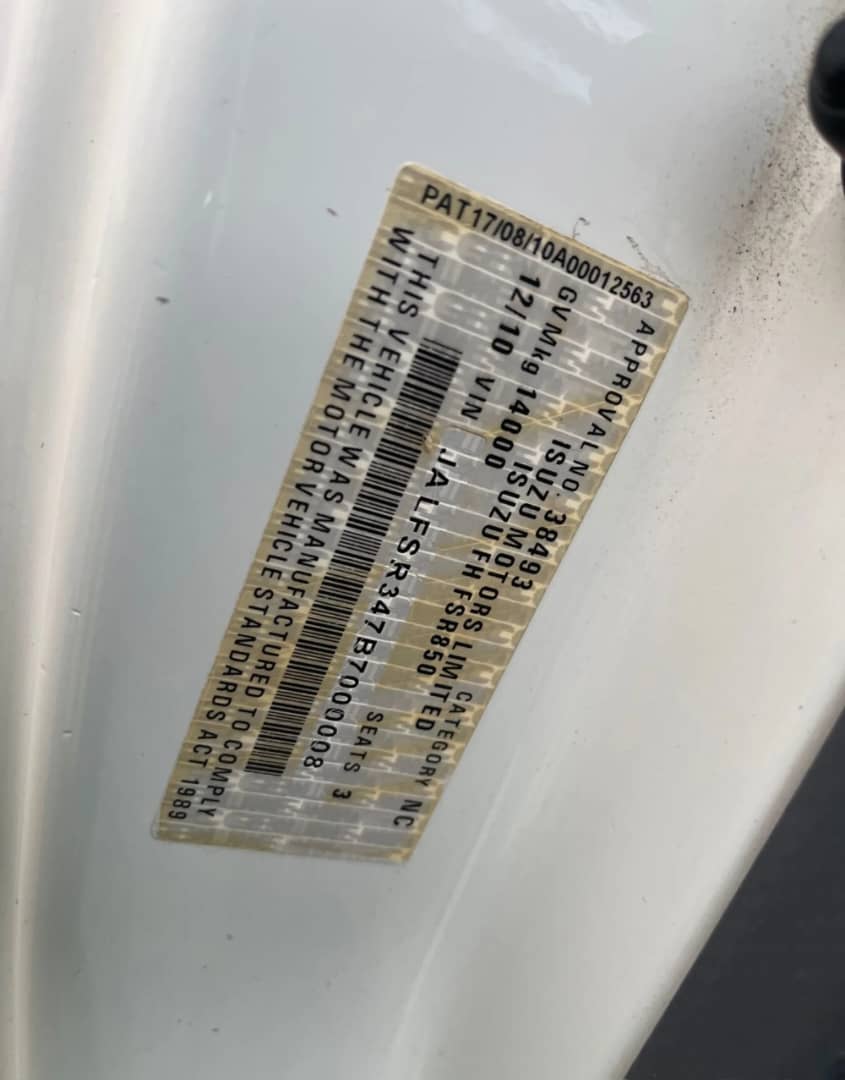 PAT17/08/10A00012563
APPROVAL NO. 38493 CATEGORY NC
ISUZU MOTORS LIMITED
GVMkg 14000 ISUZU FH FSR850
12/10 VIN SEATS 3
JALFSR347B7000008
THIS VEHICLE WAS MANUFACTURED TO COMPLY
WITH THE MOTOR VEHICLE STANDARDS ACT 1989